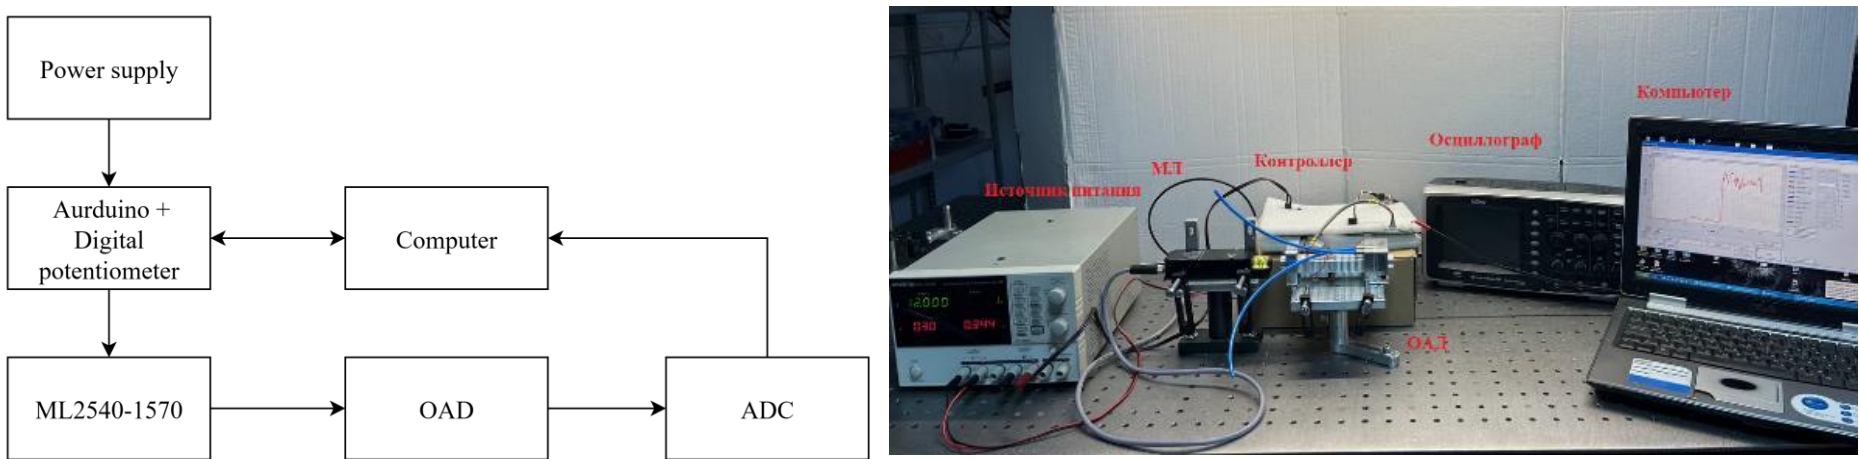 Power supply
Aurduino +
Digital
potentiometer
Computer
ML2540-1570
OAD
ADC
Компьютер
Осциллограф
Контроллер
МЛ
Источник питания
ОАД